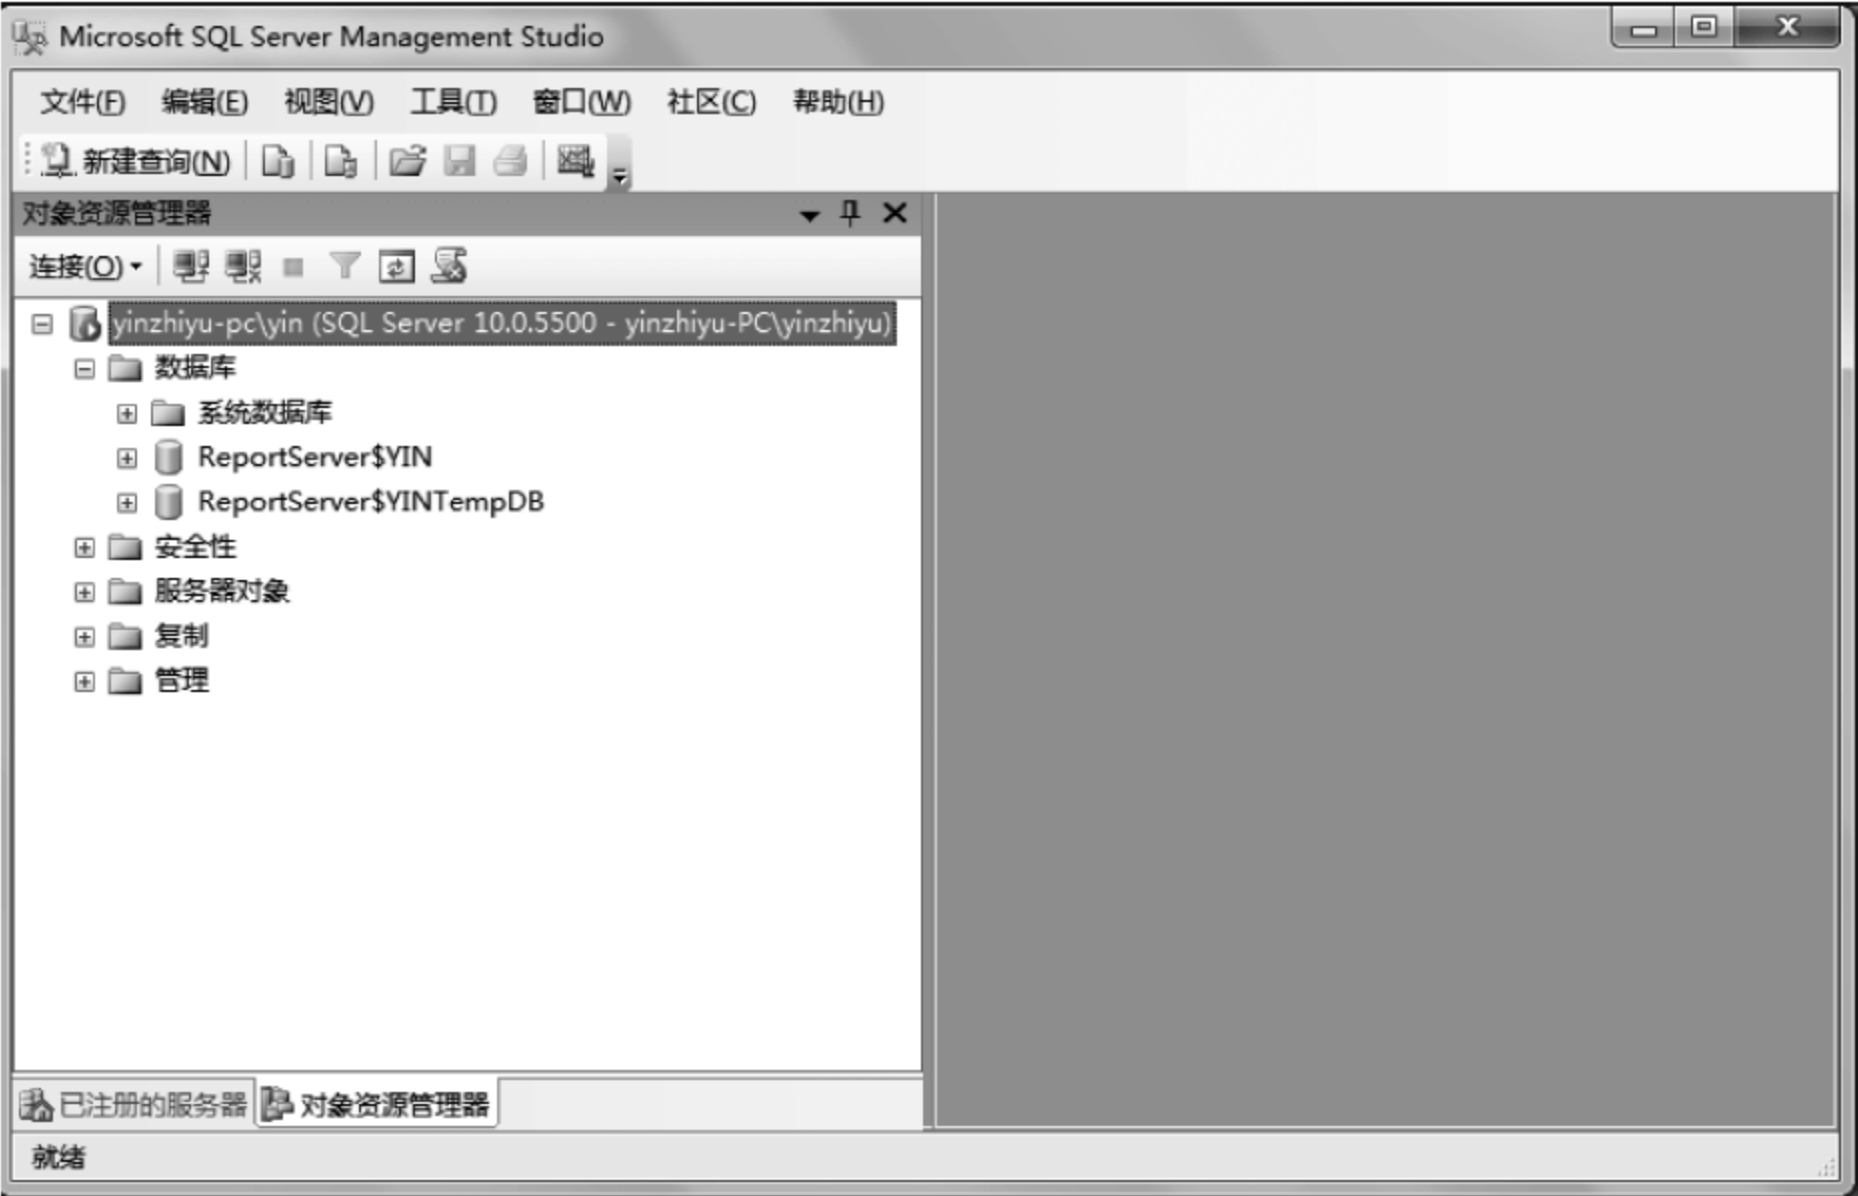 Microsoft SQL Server Management Studio
文件(F) 编辑(E) 视图(V) 工具(T) 窗口(W) 社区(C) 帮助(H)
新建查询(N)
对象资源管理器
连接(O)
yinzhiyu-pc\yin (SQL Server 10.0.5500 - yinzhiyu-PC\yinzhiyu)
数据库
系统数据库
ReportServer$YIN
ReportServer$YINTempDB
安全性
服务器对象
复制
管理
已注册的服务器 对象资源管理器
就绪